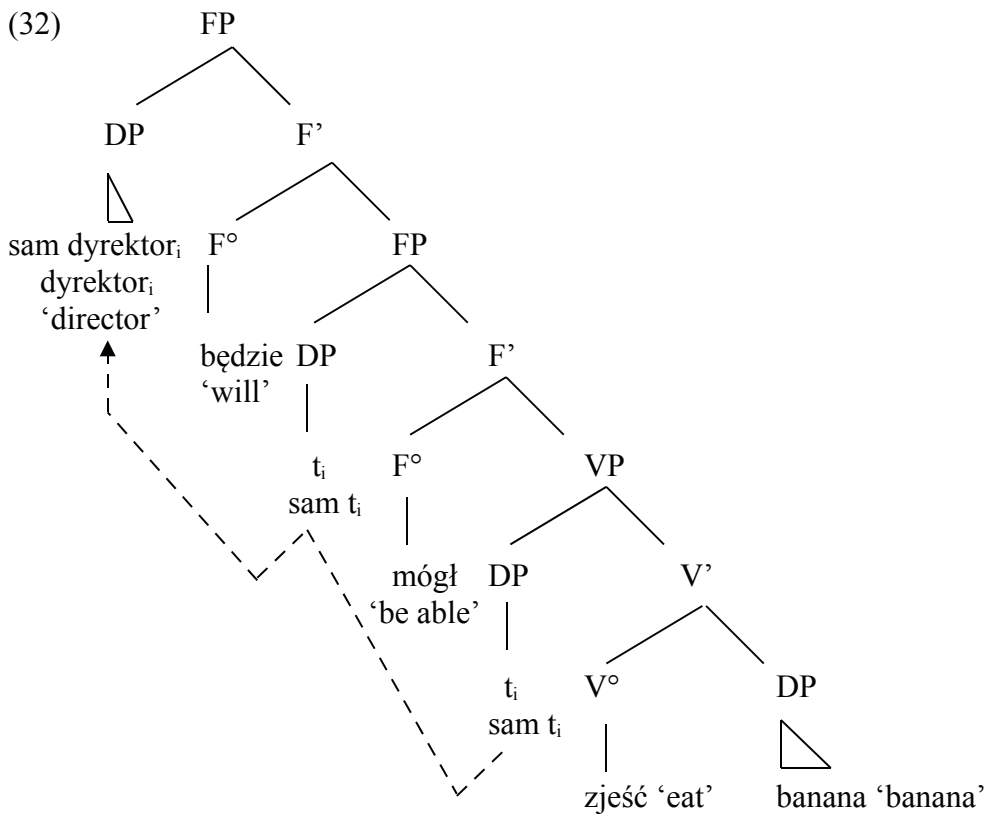 (32) FP
DP F’
sam dyrektorᵢ F° FP
dyrektorᵢ
‘director’
będzie DP F’
‘will’
tᵢ F° VP
sam tᵢ
mógł DP V’
‘be able’
tᵢ V° DP
sam tᵢ
zjeść ‘eat’ banana ‘banana’